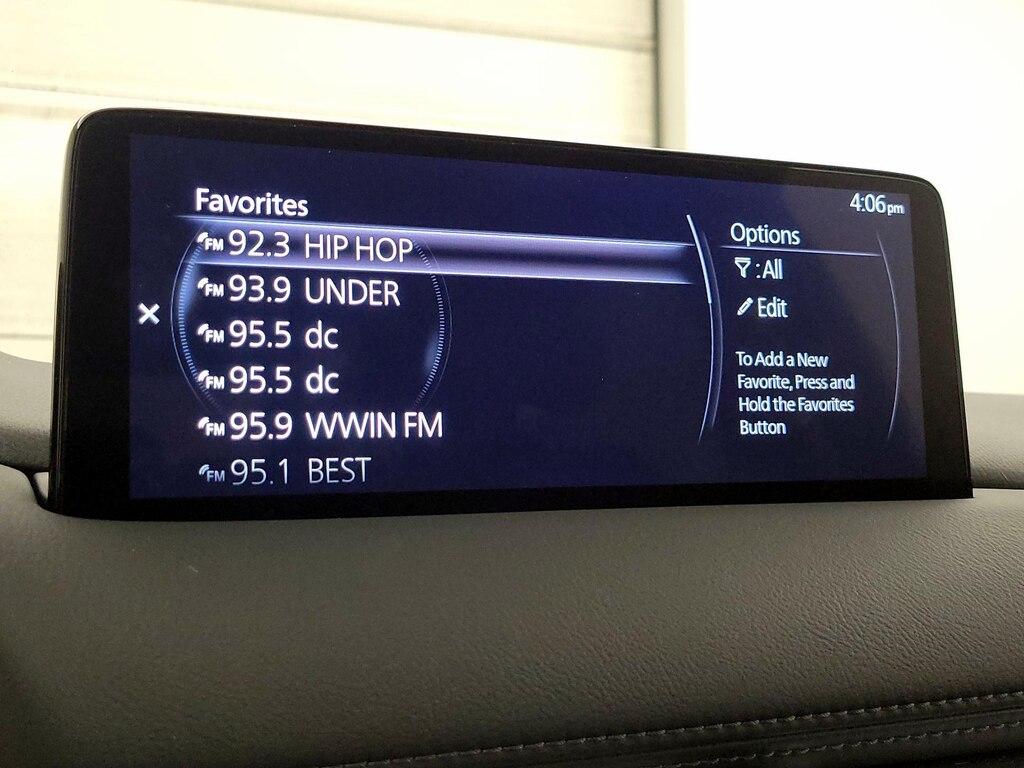 Favorites
4:06pm
FM 92.3 HIP HOP
FM 93.9 UNDER
FM 95.5 dc
FM 95.5 dc
FM 95.9 WWIN FM
FM 95.1 BEST
Options
:All
Edit
To Add a New
Favorite, Press and
Hold the Favorites
Button